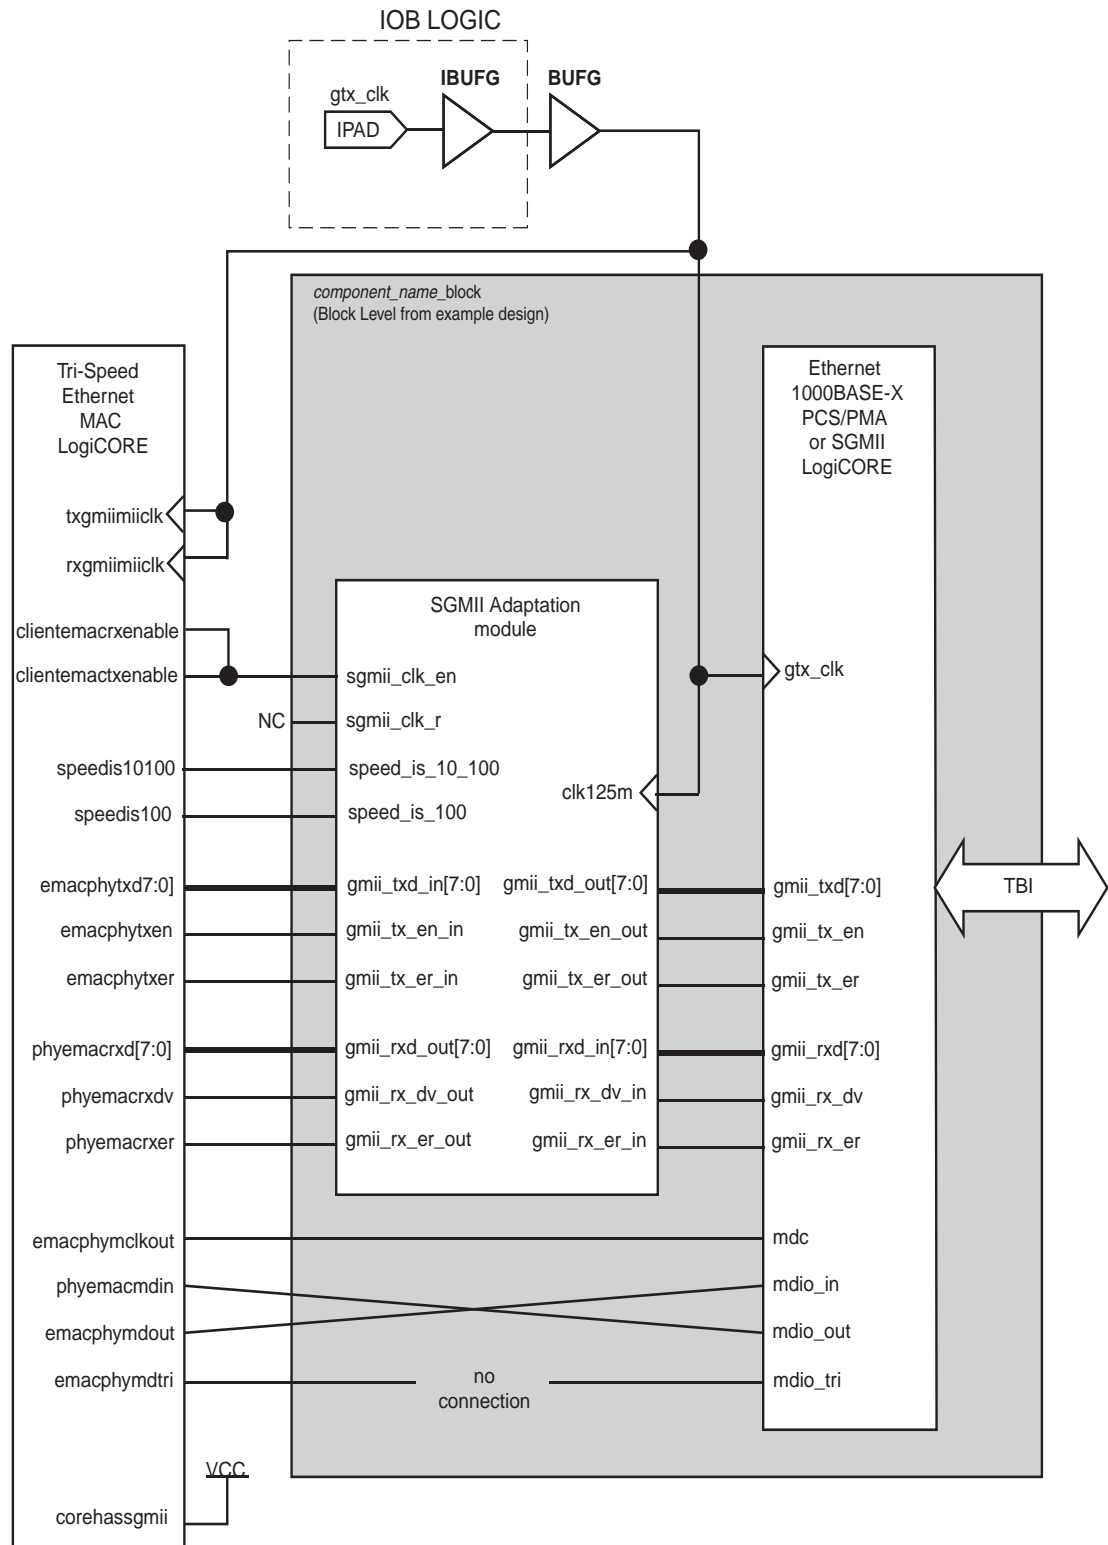 IOB LOGIC
IBUFG
BUFG
gtx_clk
IPAD
component_name_block
(Block Level from example design)
Tri-Speed
Ethernet
MAC
LogiCORE
Ethernet
1000BASE-X
PCS/PMA
or SGMII
LogiCORE
txgmiimiiclk
rxgmiimiiclk
SGMII Adaptation
module
clientemacrxenable
clientemactxenable
sgmii_clk_en
gtx_clk
NC
sgmii_clk_r
speedis10100
speed_is_10_100
clk125m
speedis100
speed_is_100
emacphytxd7:0]
gmii_txd_in[7:0]
gmii_txd_out[7:0]
gmii_txd[7:0]
TBI
emacphytxen
gmii_tx_en_in
gmii_tx_en_out
gmii_tx_en
emacphytxer
gmii_tx_er_in
gmii_tx_er_out
gmii_tx_er
phyemacrxd[7:0]
gmii_rxd_out[7:0]
gmii_rxd_in[7:0]
gmii_rxd[7:0]
phyemacrxdv
gmii_rx_dv_out
gmii_rx_dv_in
gmii_rx_dv
phyemacrxer
gmii_rx_er_out
gmii_rx_er_in
gmii_rx_er
emacphymclkout
mdc
phyemacmdin
mdio_in
emacphymdout
mdio_out
emacphymdtri
no
connection
mdio_tri
VCC
corehassgmii